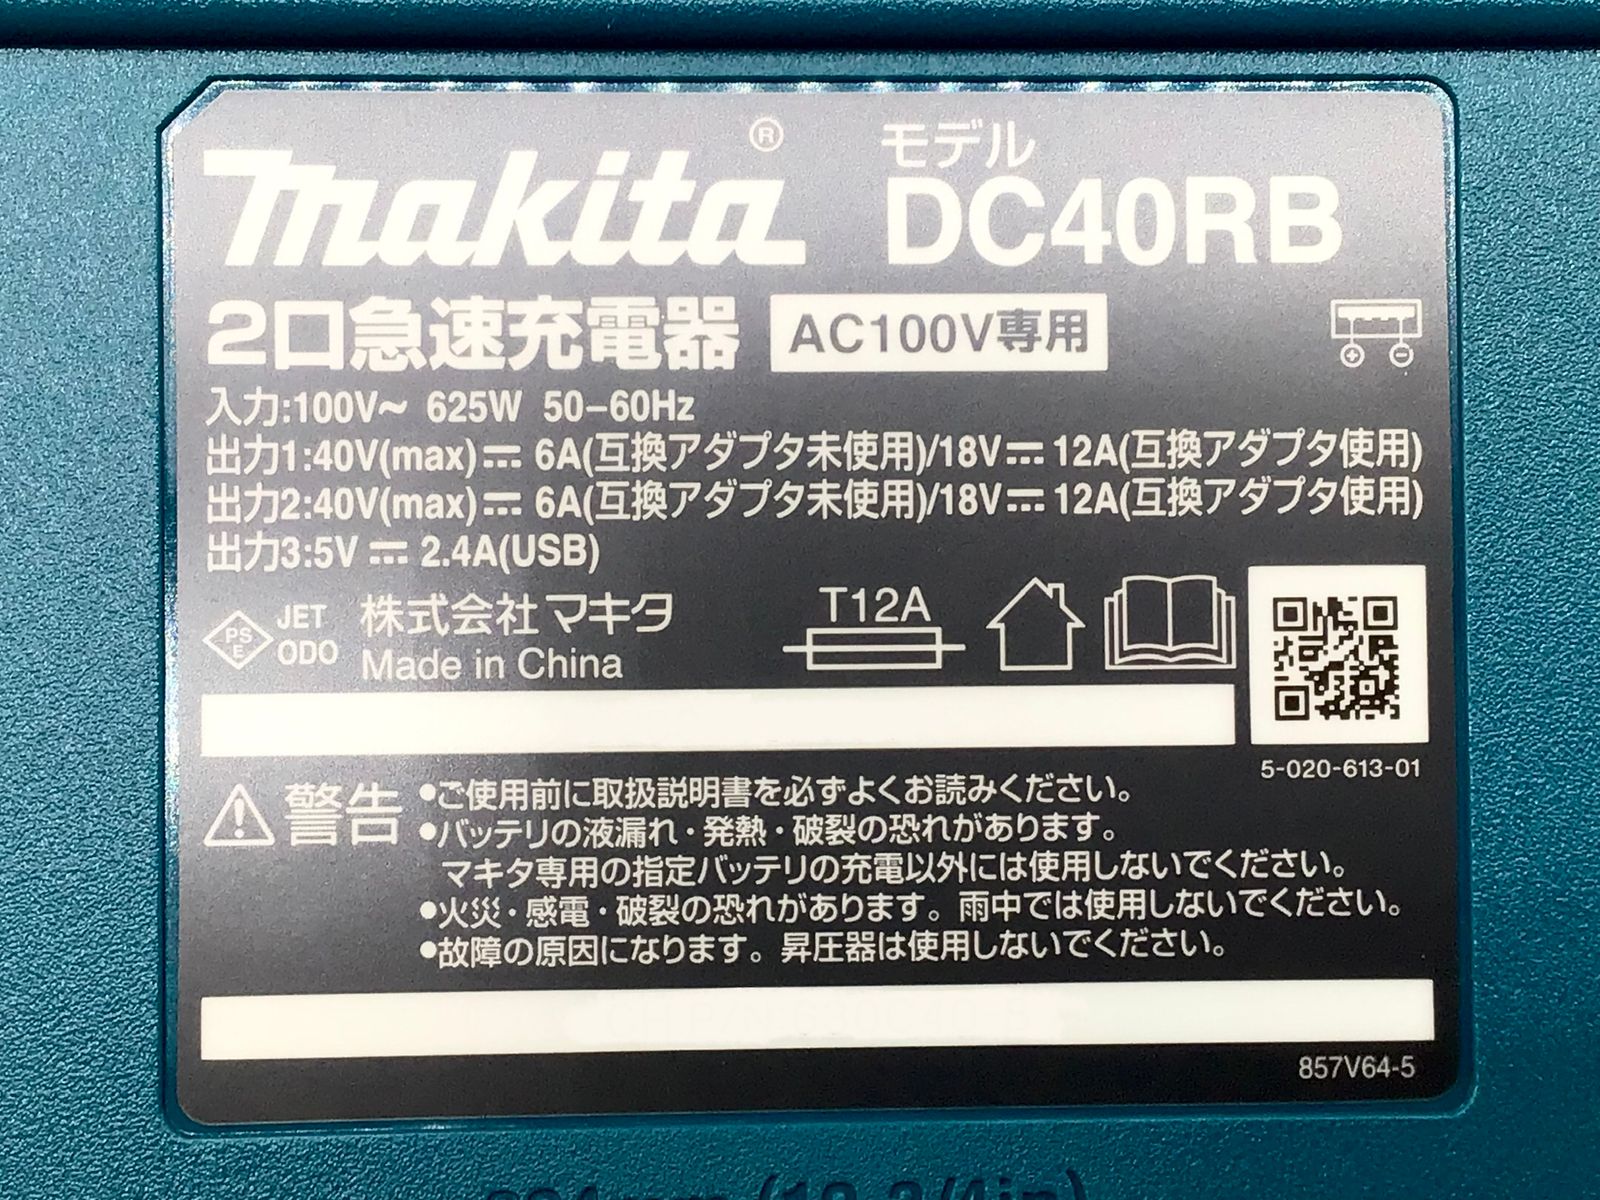 makita®
モデル
DC40RB
2口急速充電器 AC100V専用
入力:100V~ 625W 50-60Hz
出力1:40V(max)⎓ 6A(互換アダプタ未使用)/18V⎓ 12A(互換アダプタ使用)
出力2:40V(max)⎓ 6A(互換アダプタ未使用)/18V⎓ 12A(互換アダプタ使用)
出力3:5V⎓ 2.4A(USB)
PS
E
JET
ODO
株式会社マキタ
Made in China
T12A
5-020-613-01
警告
●ご使用前に取扱説明書を必ずよくお読みください。
●バッテリの液漏れ・発熱・破裂の恐れがあります。
マキタ専用の指定バッテリの充電以外には使用しないでください。
●火災・感電・破裂の恐れがあります。雨中では使用しないでください。
●故障の原因になります。昇圧器は使用しないでください。
857V64-5